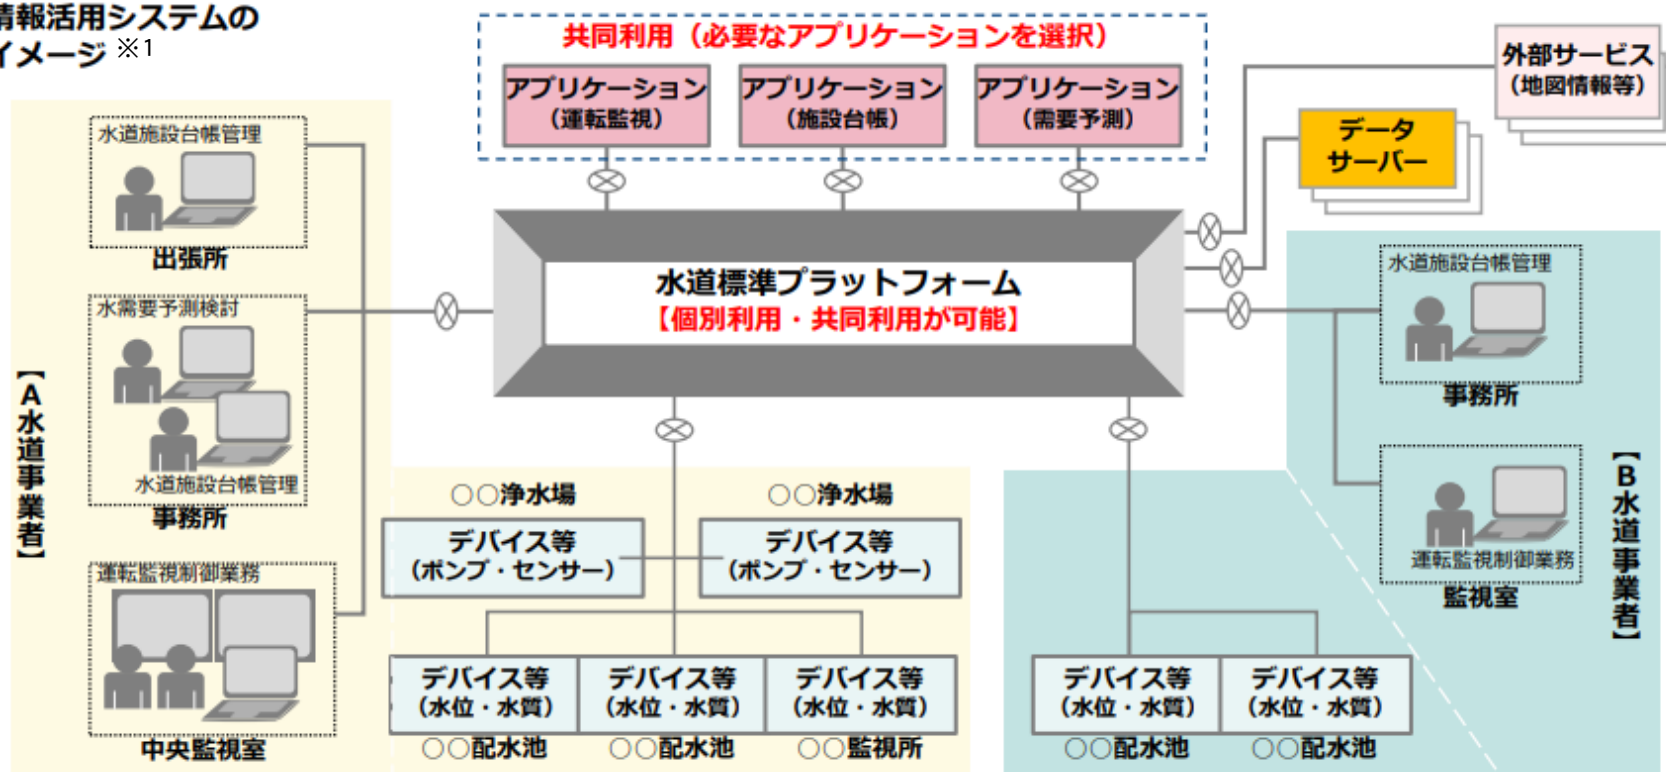 情報活用システムの
イメージ ※1
共同利用（必要なアプリケーションを選択）
アプリケーション
（運転監視）
アプリケーション
（施設台帳）
アプリケーション
（需要予測）
外部サービス
（地図情報等）
データ
サーバー
水道標準プラットフォーム
【個別利用・共同利用が可能】
【A水道事業者】
水道施設台帳管理
出張所
水需要予測検討
水道施設台帳管理
事務所
運転監視制御業務
中央監視室
○○浄水場
デバイス等
（ポンプ・センサー）
○○浄水場
デバイス等
（ポンプ・センサー）
デバイス等
（水位・水質）
○○配水池
デバイス等
（水位・水質）
○○配水池
デバイス等
（水位・水質）
○○監視所
デバイス等
（水位・水質）
○○配水池
デバイス等
（水位・水質）
○○配水池
水道施設台帳管理
事務所
運転監視制御業務
監視室
【B水道事業者】